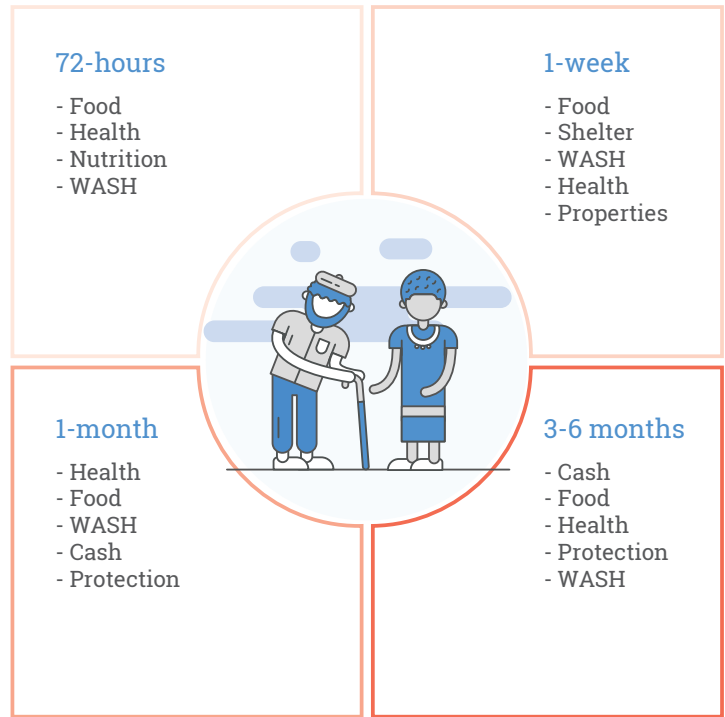 72-hours
- Food
- Health
- Nutrition
- WASH
1-week
- Food
- Shelter
- WASH
- Health
- Properties
1-month
- Health
- Food
- WASH
- Cash
- Protection
3-6 months
- Cash
- Food
- Health
- Protection
- WASH